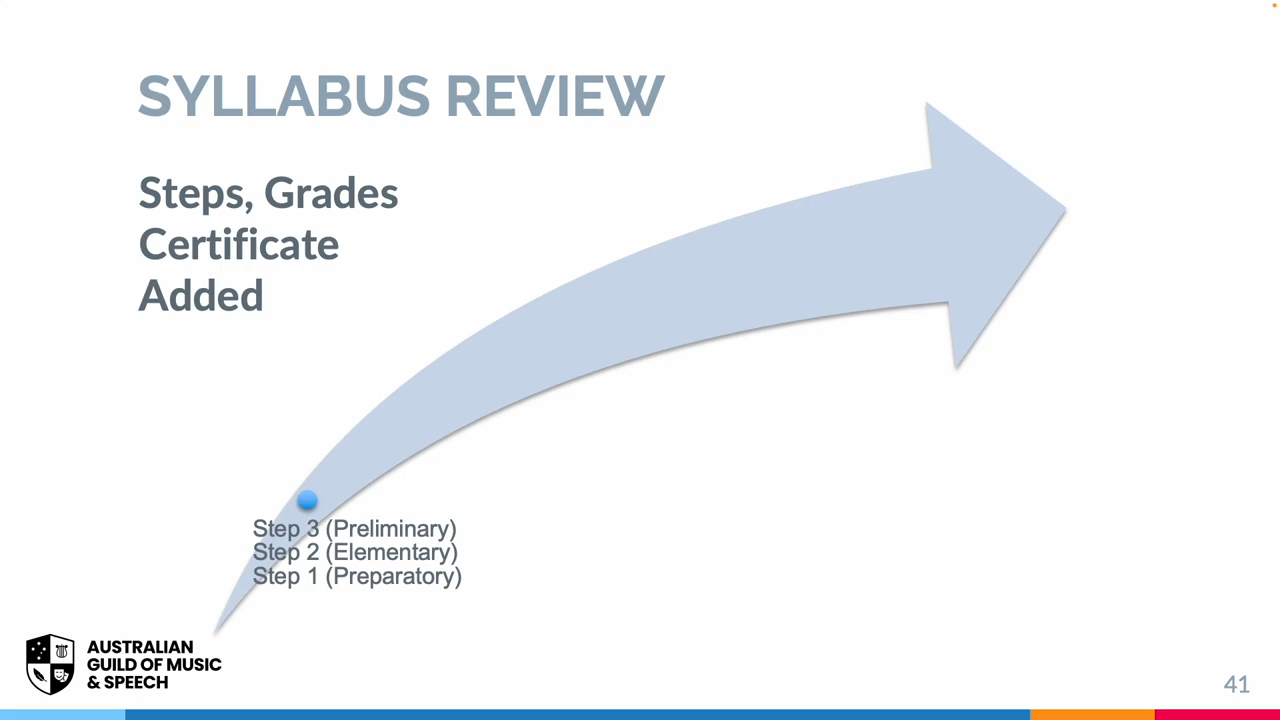 SYLLABUS REVIEW
Steps, Grades
Certificate
Added
Step 3 (Preliminary)
Step 2 (Elementary)
Step 1 (Preparatory)
AUSTRALIAN
GUILD OF MUSIC
& SPEECH
41